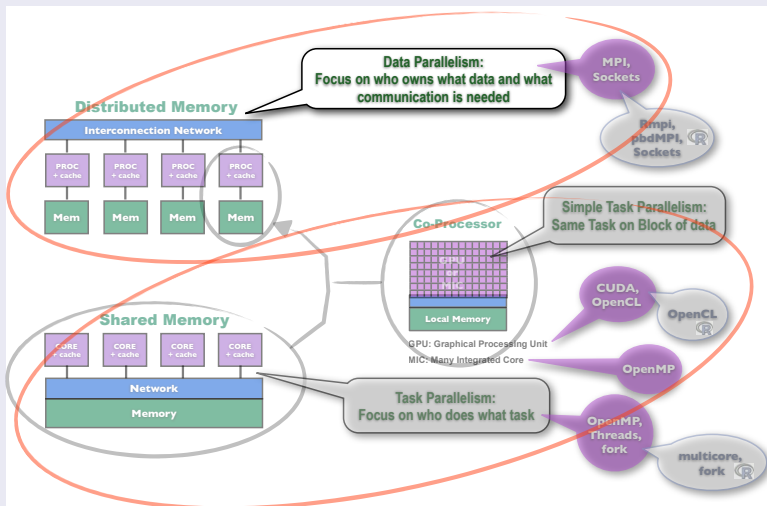 Data Parallelism:
Focus on who owns what data and what
communication is needed
MPI,
Sockets
Rmpi,
pbdMPI,
Sockets
R
Distributed Memory
Interconnection Network
PROC
+ cache
PROC
+ cache
PROC
+ cache
PROC
+ cache
Mem
Mem
Mem
Mem
Simple Task Parallelism:
Same Task on Block of data
Co-Processor
GPU
or
MIC
Local Memory
GPU: Graphical Processing Unit
MIC: Many Integrated Core
CUDA,
OpenCL
OpenCL
R
OpenMP
Shared Memory
CORE
+ cache
CORE
+ cache
CORE
+ cache
CORE
+ cache
Network
Memory
Task Parallelism:
Focus on who does what task
OpenMP,
Threads,
fork
multicore,
fork
R